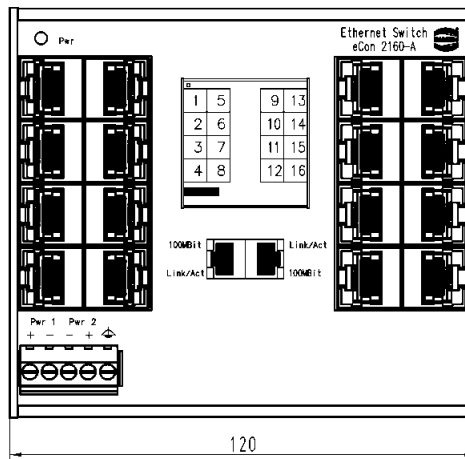 Pwr
Ethernet Switch
eCon 2160-A
1 5 9 13
2 6 10 14
3 7 11 15
4 8 12 16
100MBit Link/Act
Link/Act 100MBit
Pwr 1 Pwr 2
+ - - +
120